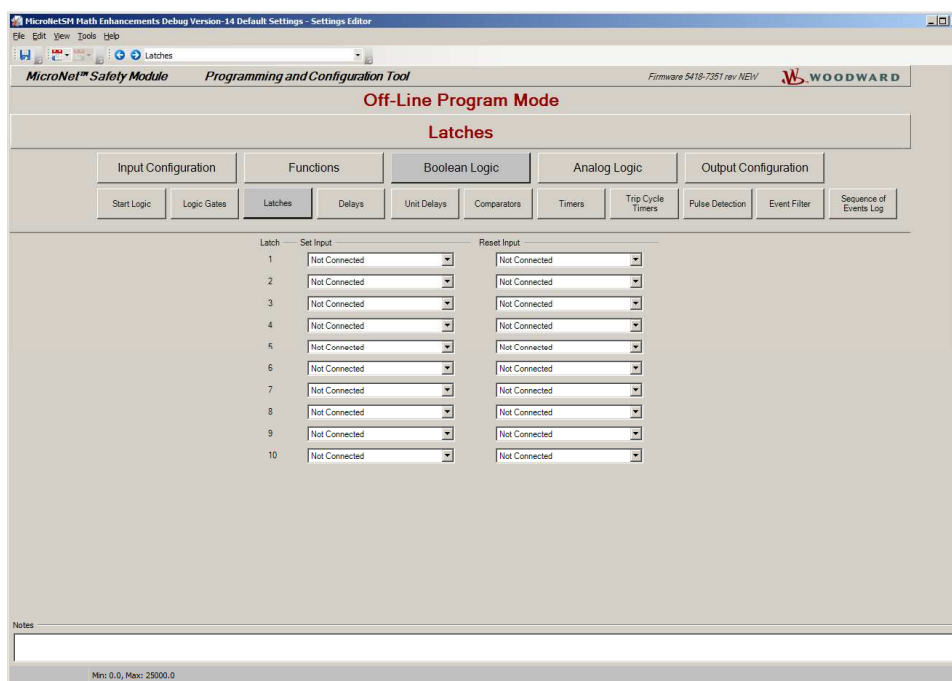 MicroNetSM Math Enhancements Debug Version-14 Default Settings - Settings Editor
File Edit View Tools Help
Latches
MicroNet™ Safety Module Programming and Configuration Tool Firmware 5418-7351 rev NEW WOODWARD
Off-Line Program Mode
Latches
Input Configuration Functions Boolean Logic Analog Logic Output Configuration
Start Logic Logic Gates Latches Delays Unit Delays Comparators Timers Trip Cycle Timers Pulse Detection Event Filter Sequence of Events Log
Latch Set Input Reset Input
1 Not Connected Not Connected
2 Not Connected Not Connected
3 Not Connected Not Connected
4 Not Connected Not Connected
5 Not Connected Not Connected
6 Not Connected Not Connected
7 Not Connected Not Connected
8 Not Connected Not Connected
9 Not Connected Not Connected
10 Not Connected Not Connected
Notes
Min: 0.0, Max: 25000.0